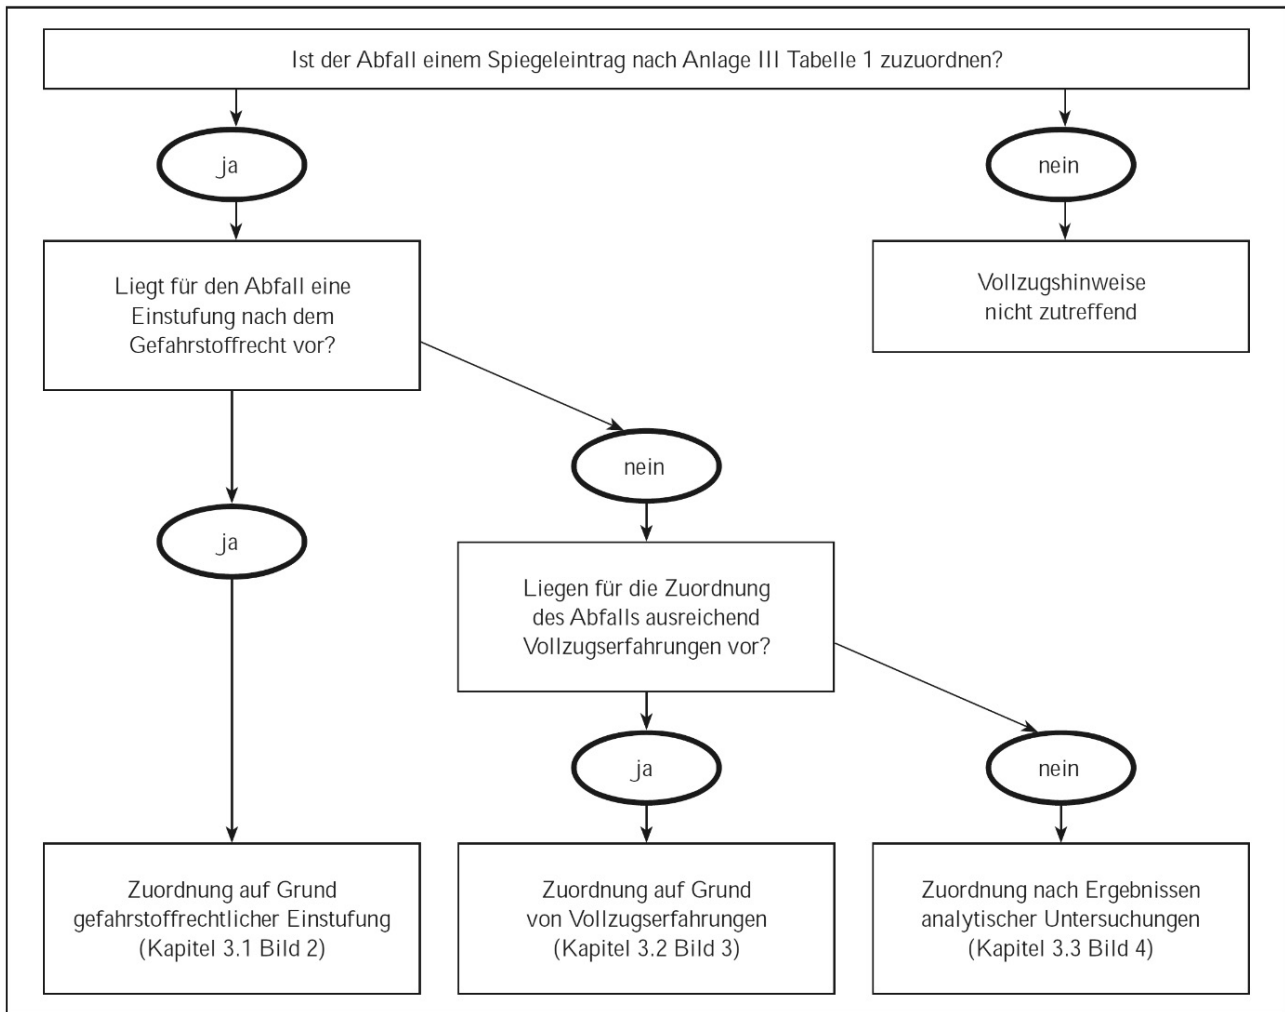 Ist der Abfall einem Spiegeleintrag nach Anlage III Tabelle 1 zuzuordnen?
ja
nein
Liegt für den Abfall eine
Einstufung nach dem
Gefahrstoffrecht vor?
Vollzugshinweise
nicht zutreffend
nein
ja
Liegen für die Zuordnung
des Abfalls ausreichend
Vollzugserfahrungen vor?
ja
nein
Zuordnung auf Grund
gefahrstoffrechtlicher Einstufung
(Kapitel 3.1 Bild 2)
Zuordnung auf Grund
von Vollzugserfahrungen
(Kapitel 3.2 Bild 3)
Zuordnung nach Ergebnissen
analytischer Untersuchungen
(Kapitel 3.3 Bild 4)